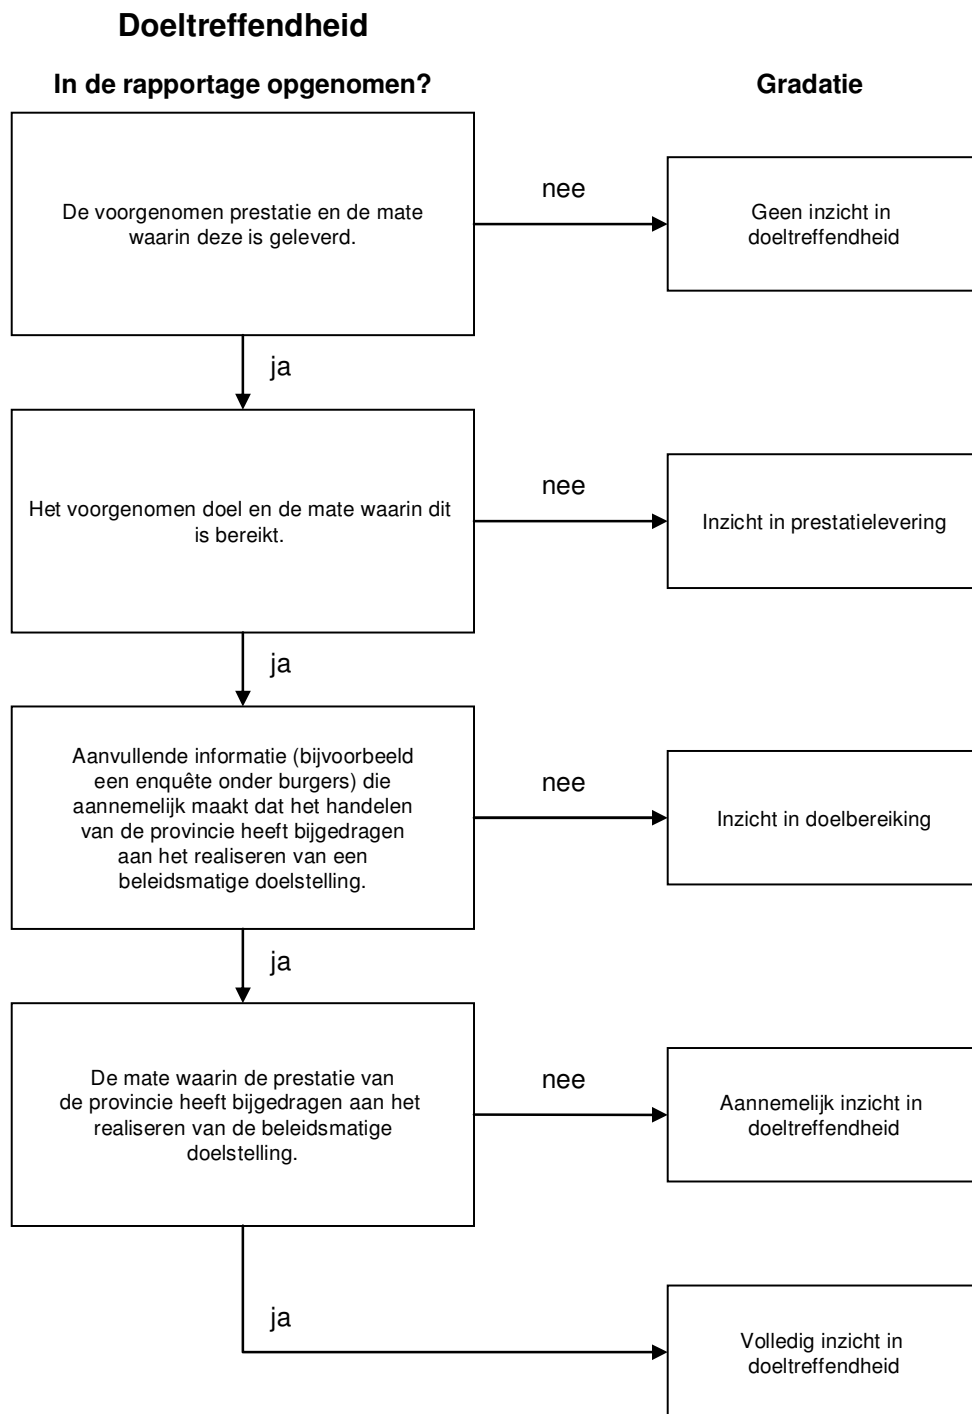 Doeltreffendheid
In de rapportage opgenomen?
Gradatie
De voorgenomen prestatie en de mate
waarin deze is geleverd.
nee
Geen inzicht in
doeltreffendheid
ja
Het voorgenomen doel en de mate waarin dit
is bereikt.
nee
Inzicht in prestatielevering
ja
Aanvullende informatie (bijvoorbeeld
een enquête onder burgers) die
aannemelijk maakt dat het handelen
van de provincie heeft bijgedragen
aan het realiseren van een
beleidsmatige doelstelling.
nee
Inzicht in doelbereiking
ja
De mate waarin de prestatie van
de provincie heeft bijgedragen aan het
realiseren van de beleidsmatige
doelstelling.
nee
Aannemelijk inzicht in
doeltreffendheid
ja
Volledig inzicht in
doeltreffendheid